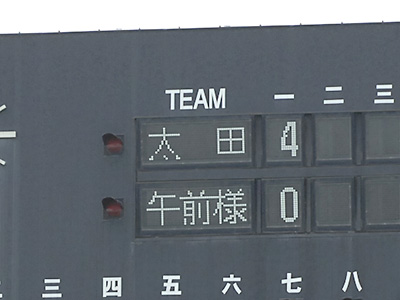 TEAM 一 二 三
太 田 4
午前様 0
三 四 五 六 七 八